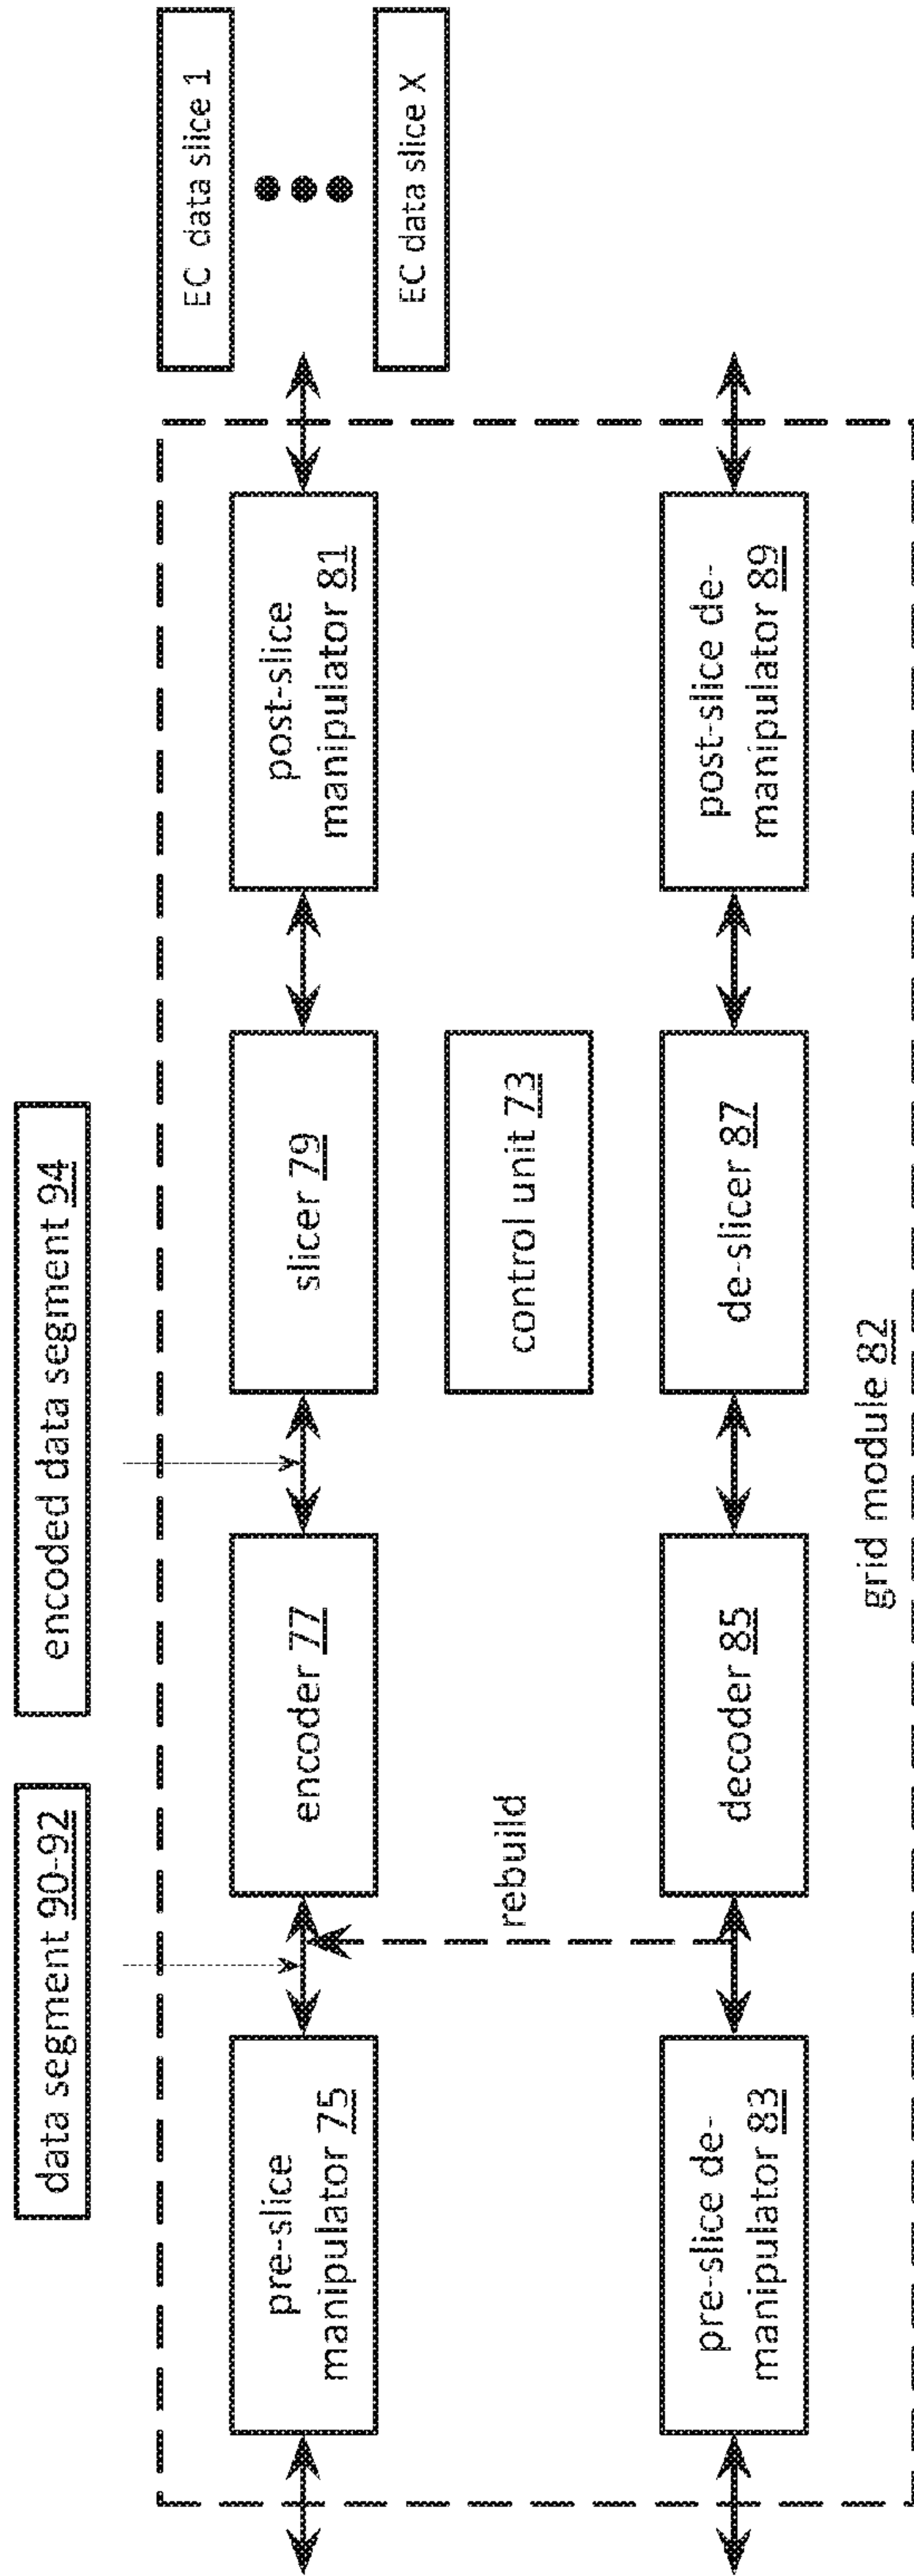 data segment 90-92
encoded data segment 94
EC data slice 1
EC data slice X
pre-slice
manipulator 75
encoder 77
slicer 79
post-slice
manipulator 81
rebuild
control unit 73
pre-slice de-
manipulator 83
decoder 85
de-slicer 87
post-slice de-
manipulator 89
grid module 82